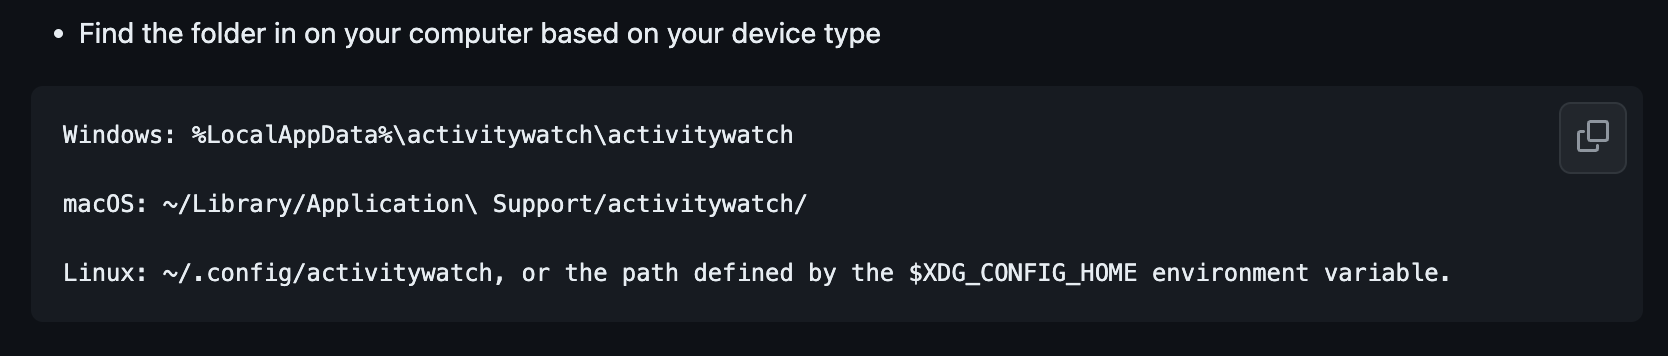 • Find the folder in on your computer based on your device type
Windows: %LocalAppData%\activitywatch\activitywatch
macOS: ~/Library/Application\ Support/activitywatch/
Linux: ~/.config/activitywatch, or the path defined by the $XDG_CONFIG_HOME environment variable.